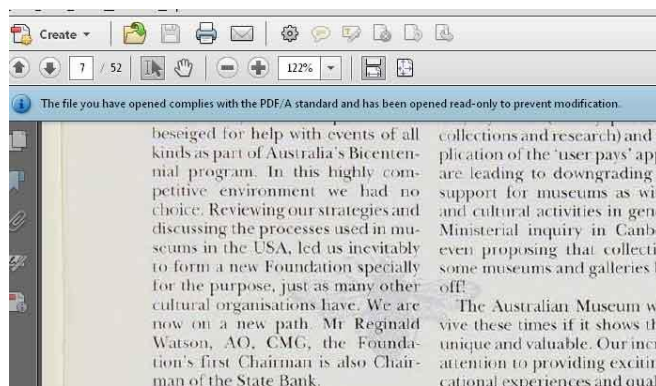 Create
7 / 52
122%
The file you have opened complies with the PDF/A standard and has been opened read-only to prevent modification.
beseiged for help with events of all
kinds as part of Australia's Bicenten-
nial program. In this highly com-
petitive environment we had no
choice. Reviewing our strategies and
discussing the processes used in mu-
seums in the USA, led us inevitably
to form a new Foundation specially
for the purpose, just as many other
cultural organisations have. We are
now on a new path. Mr Reginald
Watson, AO, CMG, the Founda-
tion's first Chairman is also Chair-
man of the State Bank.
collections and research) and
plication of the 'user pays' ap
are leading to downgrading
support for museums as wi
and cultural activities in gen
Ministerial inquiry in Canb
even proposing that collecti
some museums and galleries
off!
The Australian Museum w
vive these times if it shows th
unique and valuable. Our incr
attention to providing excitin
cational experiences and qual